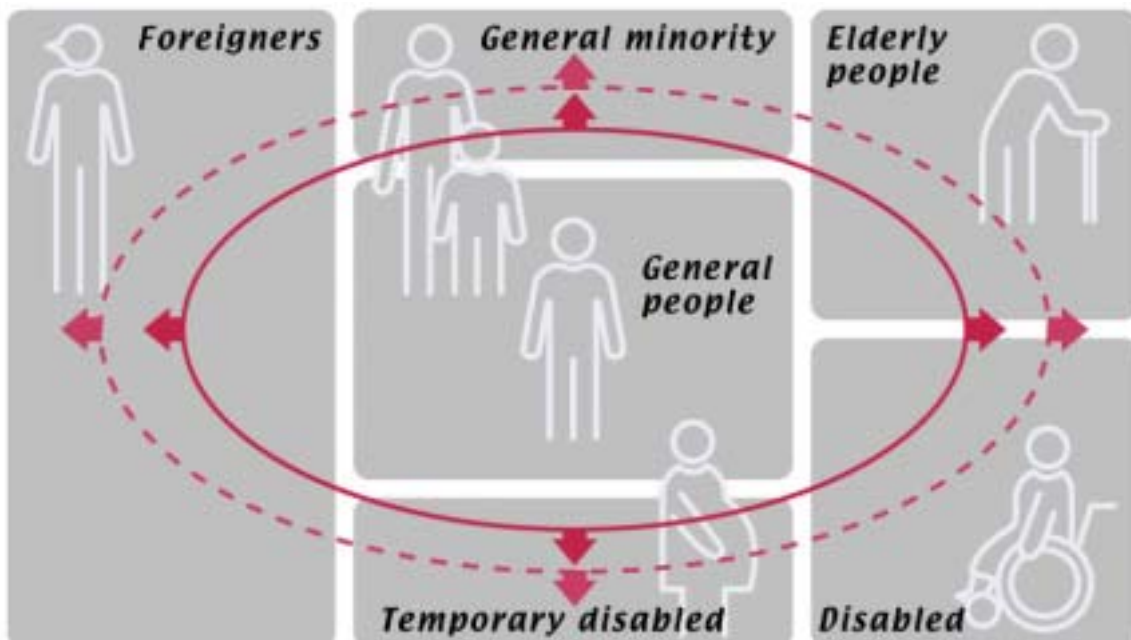 Foreigners
General minority
Elderly
people
General
people
Temporary disabled
Disabled